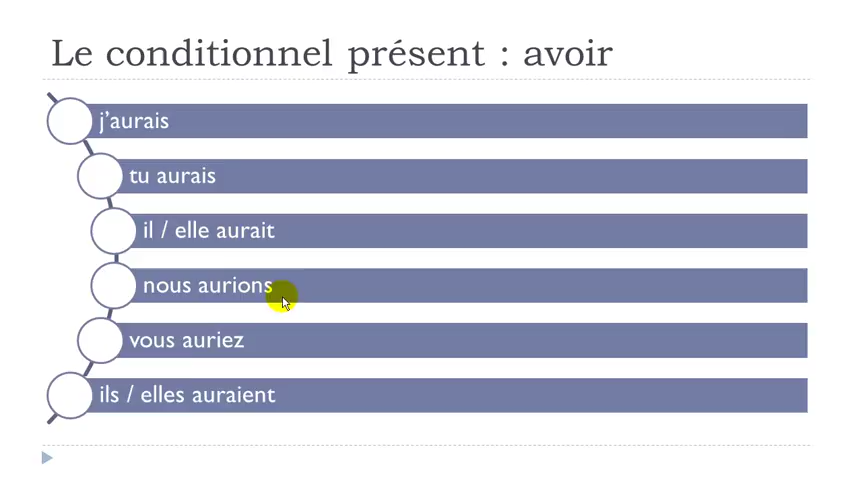 Le conditionnel présent : avoir
j’aurais
tu aurais
il / elle aurait
nous aurions
vous auriez
ils / elles auraient